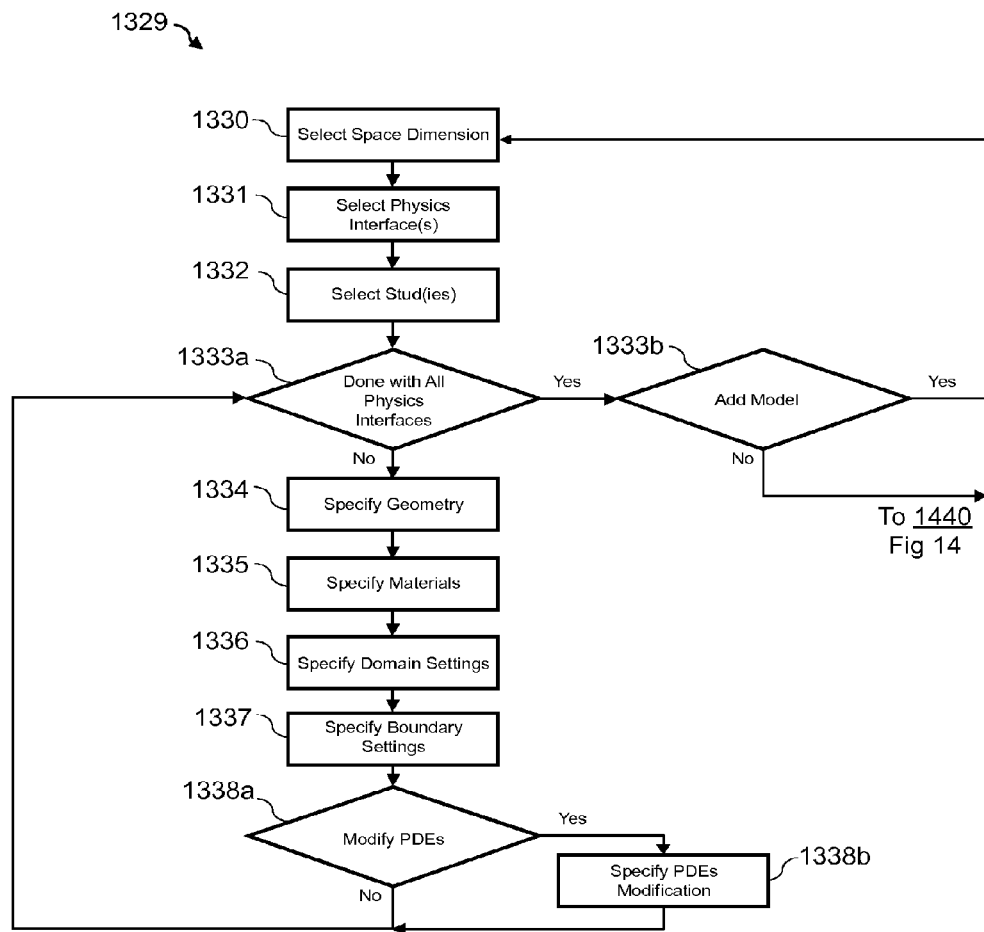 1329
1330
Select Space Dimension
1331
Select Physics
Interface(s)
1332
Select Stud(ies)
1333a
Done with All
Physics
Interfaces
Yes
No
1333b
Add Model
Yes
No
To 1440
Fig 14
1334
Specify Geometry
1335
Specify Materials
1336
Specify Domain Settings
1337
Specify Boundary
Settings
1338a
Modify PDEs
Yes
No
1338b
Specify PDEs
Modification